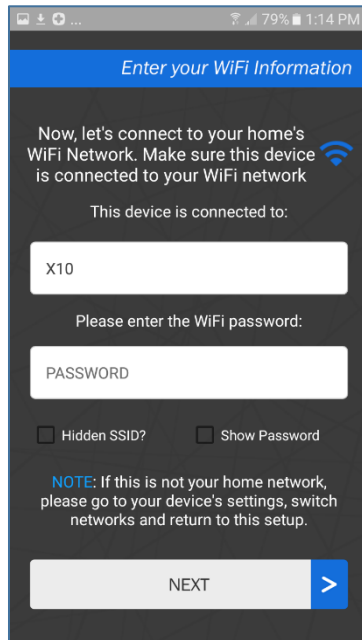 ... 79% 1:14 PM
Enter your WiFi Information
Now, let's connect to your home's
WiFi Network. Make sure this device
is connected to your WiFi network
This device is connected to:
X10
Please enter the WiFi password:
PASSWORD
Hidden SSID? Show Password
NOTE: If this is not your home network,
please go to your device's settings, switch
networks and return to this setup.
NEXT >